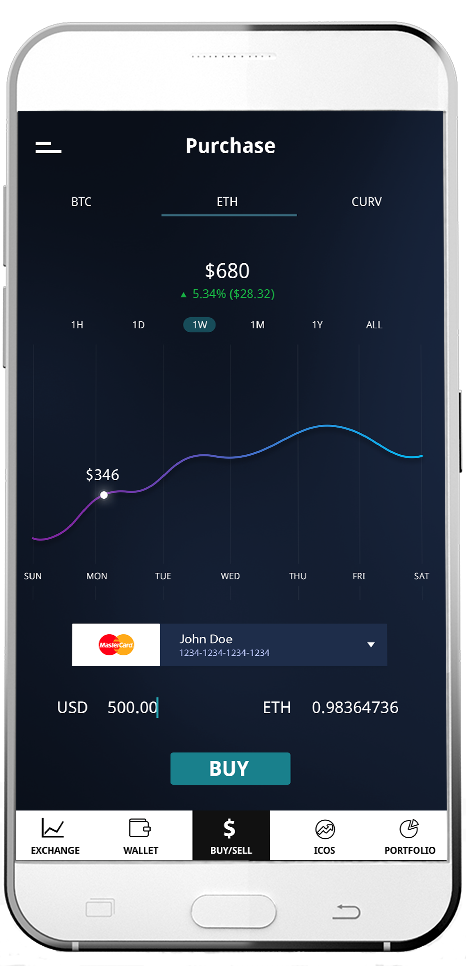 Purchase
BTC ETH CURV
$680
▲ 5.34% ($28.32)
1H 1D 1W 1M 1Y ALL
$346
SUN MON TUE WED THU FRI SAT
MasterCard
John Doe
1234-1234-1234-1234
USD 500.00 ETH 0.98364736
BUY
$
EXCHANGE WALLET BUY/SELL ICOS PORTFOLIO